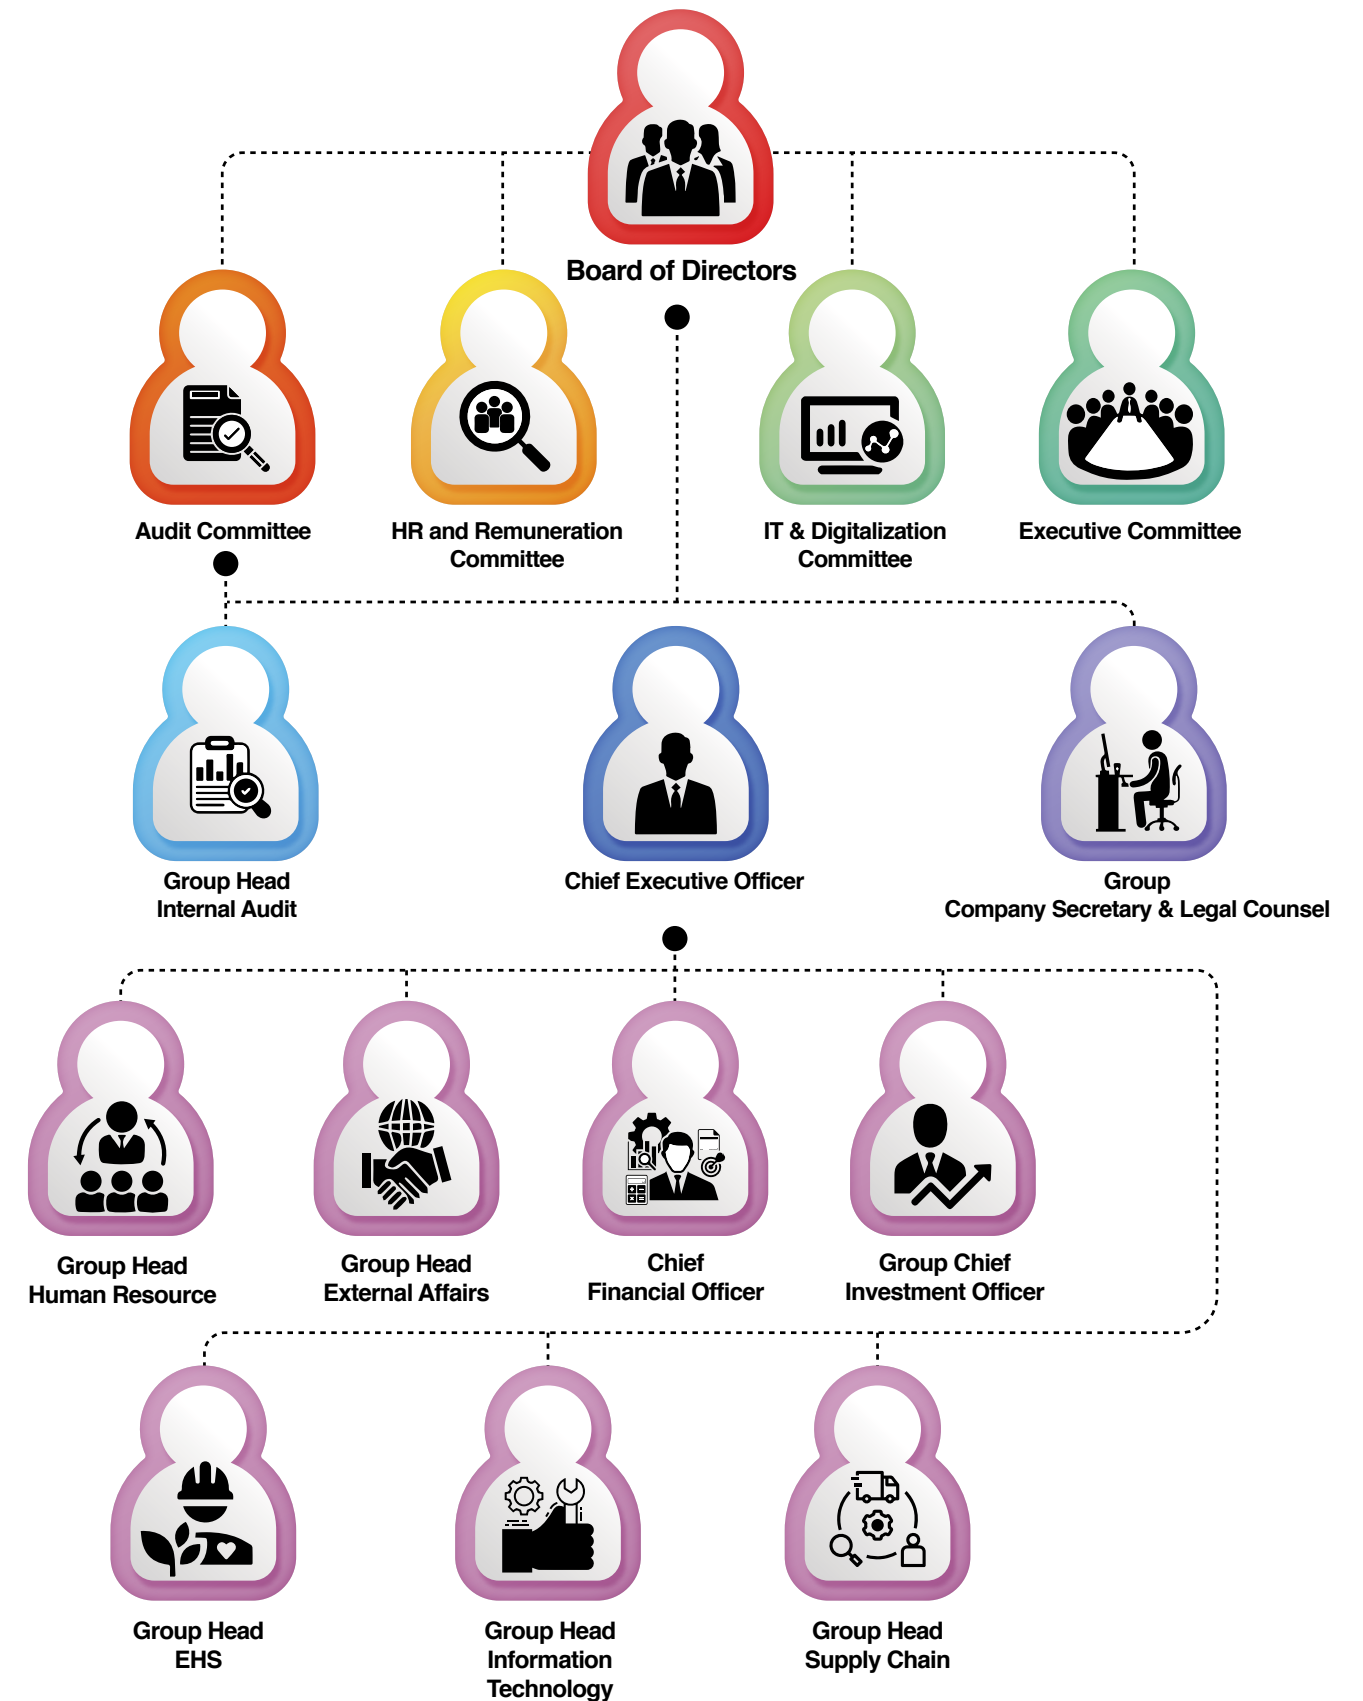 Board of Directors
Audit Committee
HR and Remuneration
Committee
IT & Digitalization
Committee
Executive Committee
Group Head
Internal Audit
Chief Executive Officer
Group
Company Secretary & Legal Counsel
Group Head
Human Resource
Group Head
External Affairs
Chief
Financial Officer
Group Chief
Investment Officer
Group Head
EHS
Group Head
Information
Technology
Group Head
Supply Chain